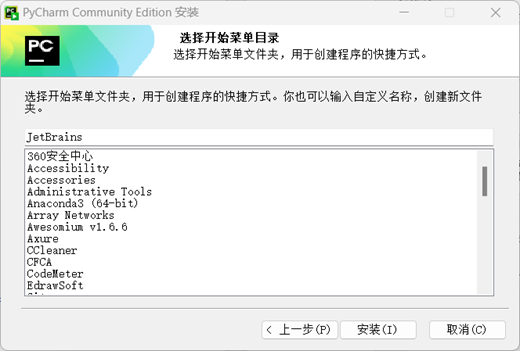 PyCharm Community Edition 安装
PC
选择开始菜单目录
选择开始菜单文件夹，用于创建程序的快捷方式。
选择开始菜单文件夹，用于创建程序的快捷方式。你也可以输入自定义名称，创建新文件
夹。
JetBrains
360安全中心
Accessibility
Accessories
Administrative Tools
Anaconda3 (64-bit)
Array Networks
Awesomium v1.6.6
Axure
CCleaner
CFCA
CodeMeter
EdrawSoft
< 上一步(P)
安装(I)
取消(C)